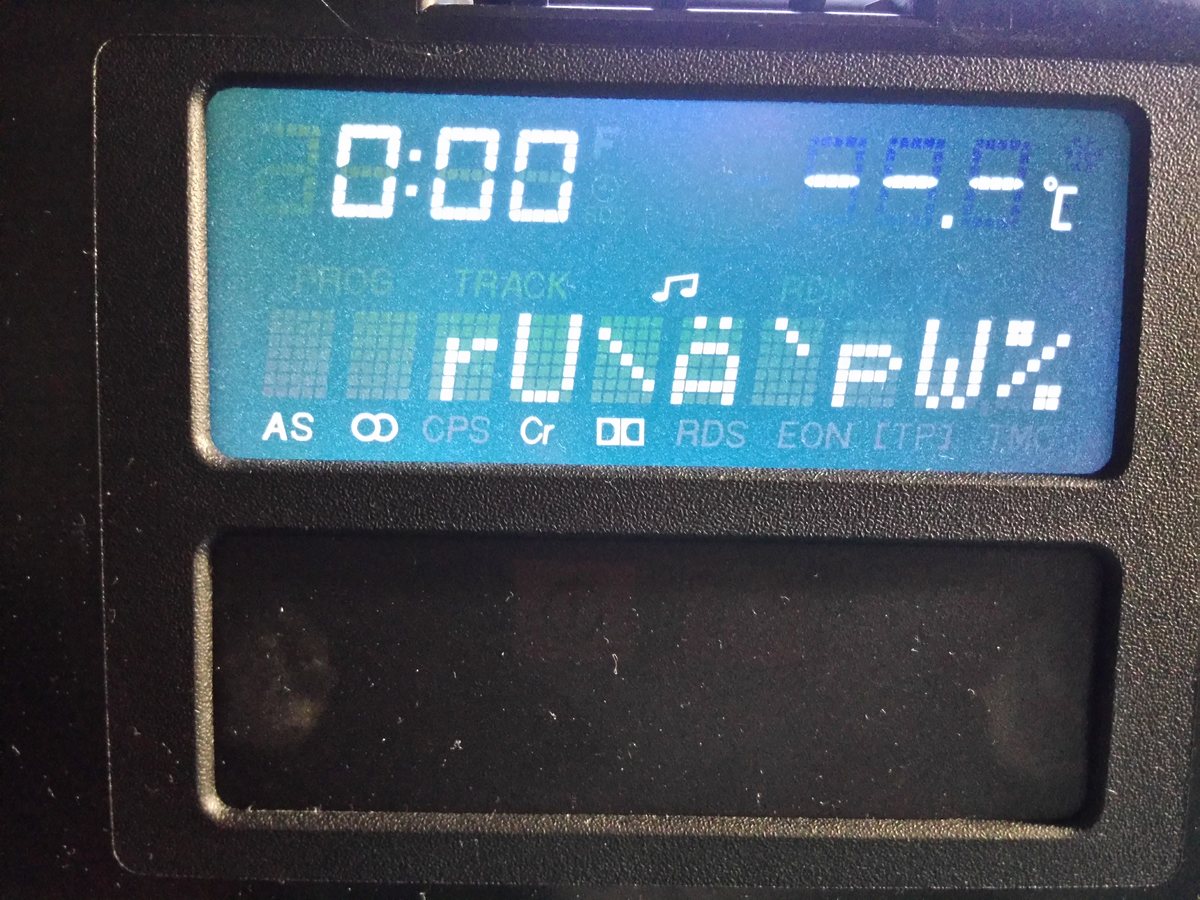 0:00 --.-°C
PROG TRACK RDM
rU\ä`pW%
AS CPS Cr RDS EON [TP] TMC